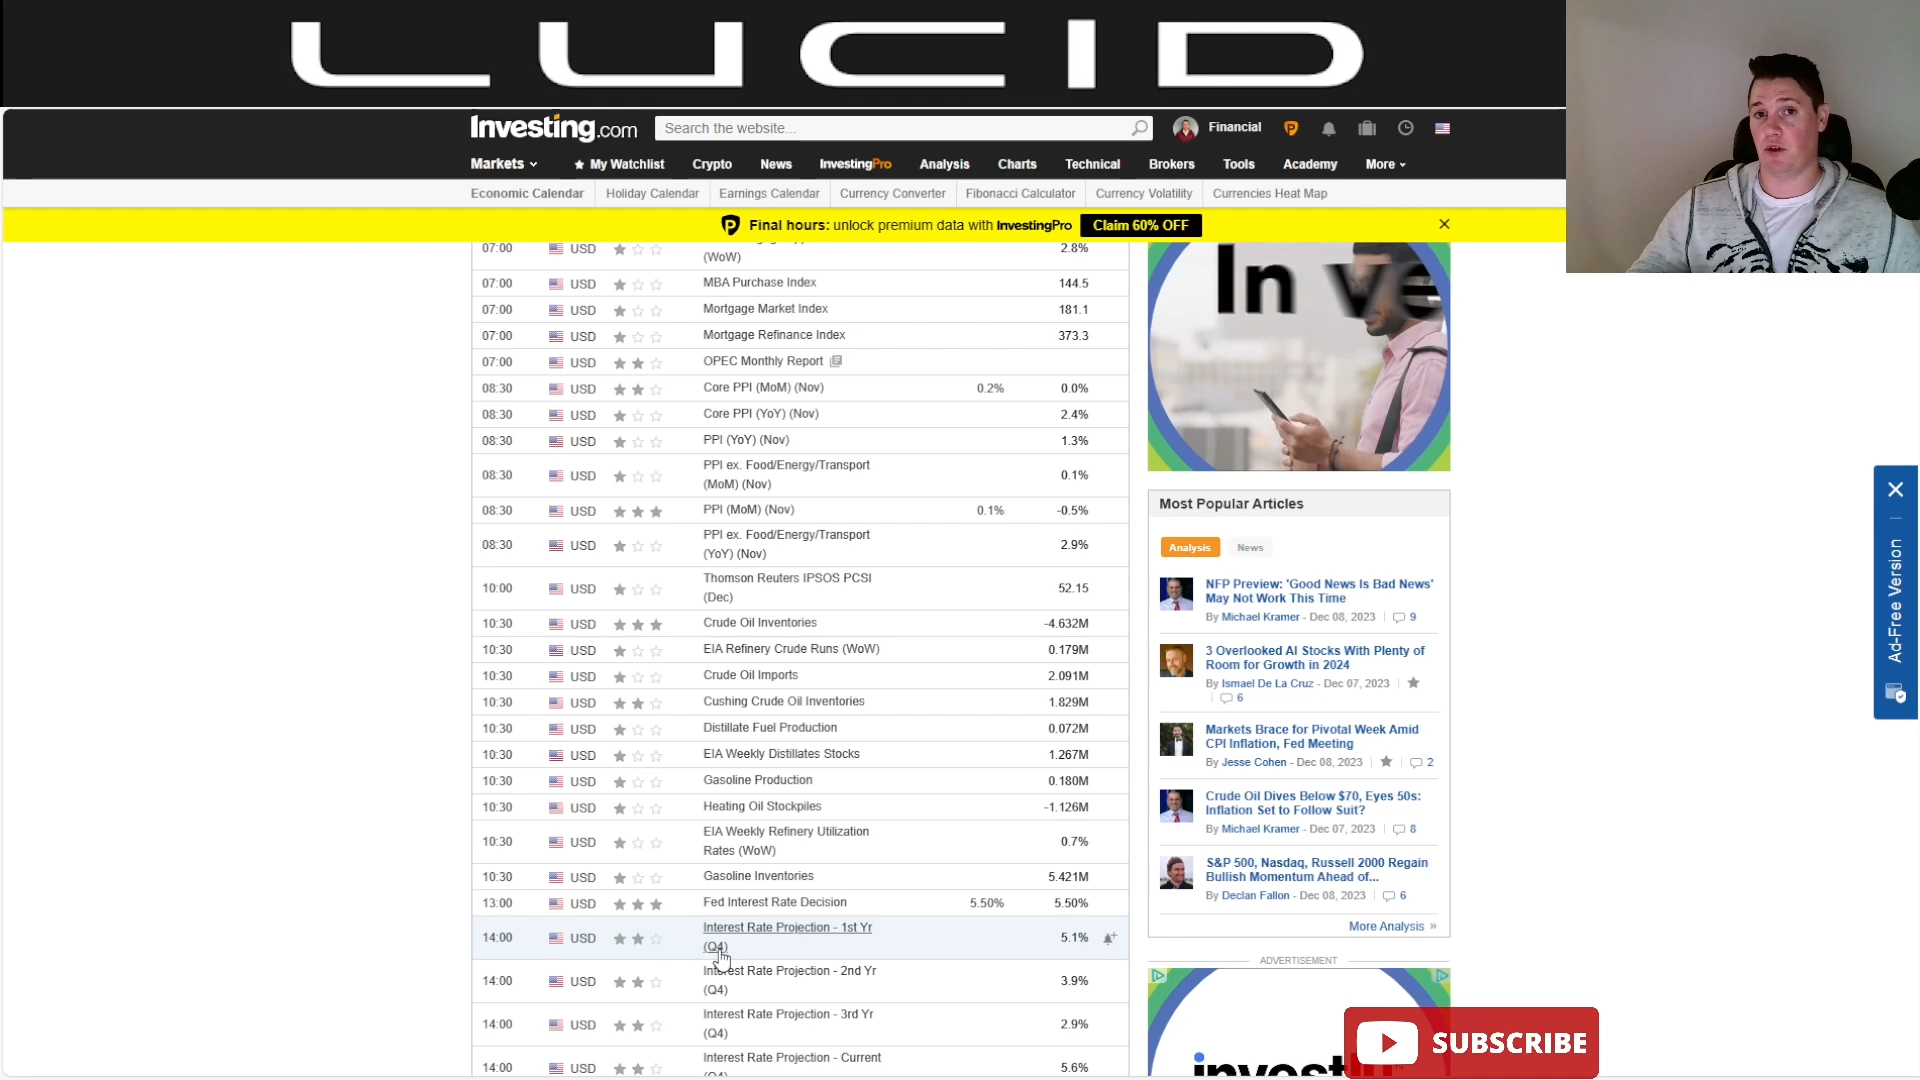 LUCID
Investing.com
Search the website...
Financial
Markets
My Watchlist
Crypto
News
InvestingPro
Analysis
Charts
Technical
Brokers
Tools
Academy
More
Economic Calendar
Holiday Calendar
Earnings Calendar
Currency Converter
Fibonacci Calculator
Currency Volatility
Currencies Heat Map
Final hours: unlock premium data with InvestingPro
Claim 60% OFF
07:00 USD (WoW) 2.8%
07:00 USD MBA Purchase Index 144.5
07:00 USD Mortgage Market Index 181.1
07:00 USD Mortgage Refinance Index 373.3
07:00 USD OPEC Monthly Report
08:30 USD Core PPI (MoM) (Nov) 0.2% 0.0%
08:30 USD Core PPI (YoY) (Nov) 2.4%
08:30 USD PPI (YoY) (Nov) 1.3%
08:30 USD PPI ex. Food/Energy/Transport
(MoM) (Nov) 0.1%
08:30 USD PPI (MoM) (Nov) 0.1% -0.5%
08:30 USD PPI ex. Food/Energy/Transport
(YoY) (Nov) 2.9%
10:00 USD Thomson Reuters IPSOS PCSI
(Dec) 52.15
10:30 USD Crude Oil Inventories -4.632M
10:30 USD EIA Refinery Crude Runs (WoW) 0.179M
10:30 USD Crude Oil Imports 2.091M
10:30 USD Cushing Crude Oil Inventories 1.829M
10:30 USD Distillate Fuel Production 0.072M
10:30 USD EIA Weekly Distillates Stocks 1.267M
10:30 USD Gasoline Production 0.180M
10:30 USD Heating Oil Stockpiles -1.126M
10:30 USD EIA Weekly Refinery Utilization
Rates (WoW) 0.7%
10:30 USD Gasoline Inventories 5.421M
13:00 USD Fed Interest Rate Decision 5.50% 5.50%
14:00 USD Interest Rate Projection - 1st Yr
(Q4) 5.1%
14:00 USD Interest Rate Projection - 2nd Yr
(Q4) 3.9%
14:00 USD Interest Rate Projection - 3rd Yr
(Q4) 2.9%
14:00 USD Interest Rate Projection - Current
5.6%
Most Popular Articles
Analysis
News
NFP Preview: 'Good News Is Bad News'
May Not Work This Time
By Michael Kramer - Dec 08, 2023 | 9
3 Overlooked AI Stocks With Plenty of
Room for Growth in 2024
By Ismael De La Cruz - Dec 07, 2023 |
| 6
Markets Brace for Pivotal Week Amid
CPI Inflation, Fed Meeting
By Jesse Cohen - Dec 08, 2023 | | 2
Crude Oil Dives Below $70, Eyes 50s:
Inflation Set to Follow Suit?
By Michael Kramer - Dec 07, 2023 | 8
S&P 500, Nasdaq, Russell 2000 Regain
Bullish Momentum Ahead of...
By Declan Fallon - Dec 08, 2023 | 6
More Analysis »
ADVERTISEMENT
Ad-Free Version
SUBSCRIBE